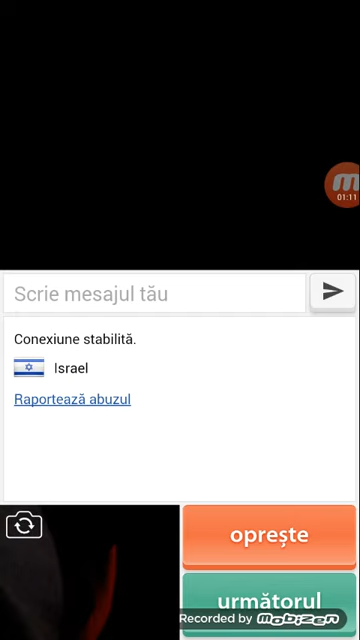 01:11
Scrie mesajul tău
Conexiune stabilită.
Israel
Raportează abuzul
oprește
următorul
Recorded by MOBIZEN